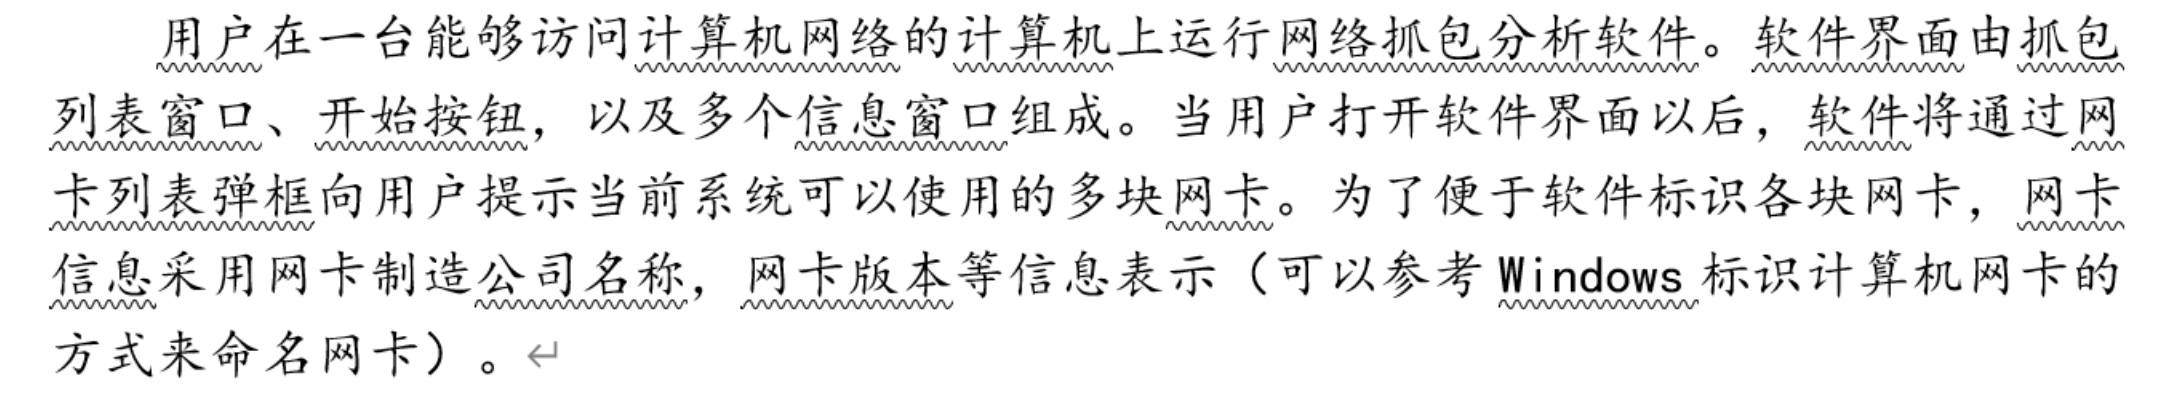 用户在一台能够访问计算机网络的计算机上运行网络抓包分析软件。软件界面由抓包
列表窗口、开始按钮，以及多个信息窗口组成。当用户打开软件界面以后，软件将通过网
卡列表弹框向用户提示当前系统可以使用的多块网卡。为了便于软件标识各块网卡，网卡
信息采用网卡制造公司名称，网卡版本等信息表示（可以参考 Windows 标识计算机网卡的
方式来命名网卡）。↵